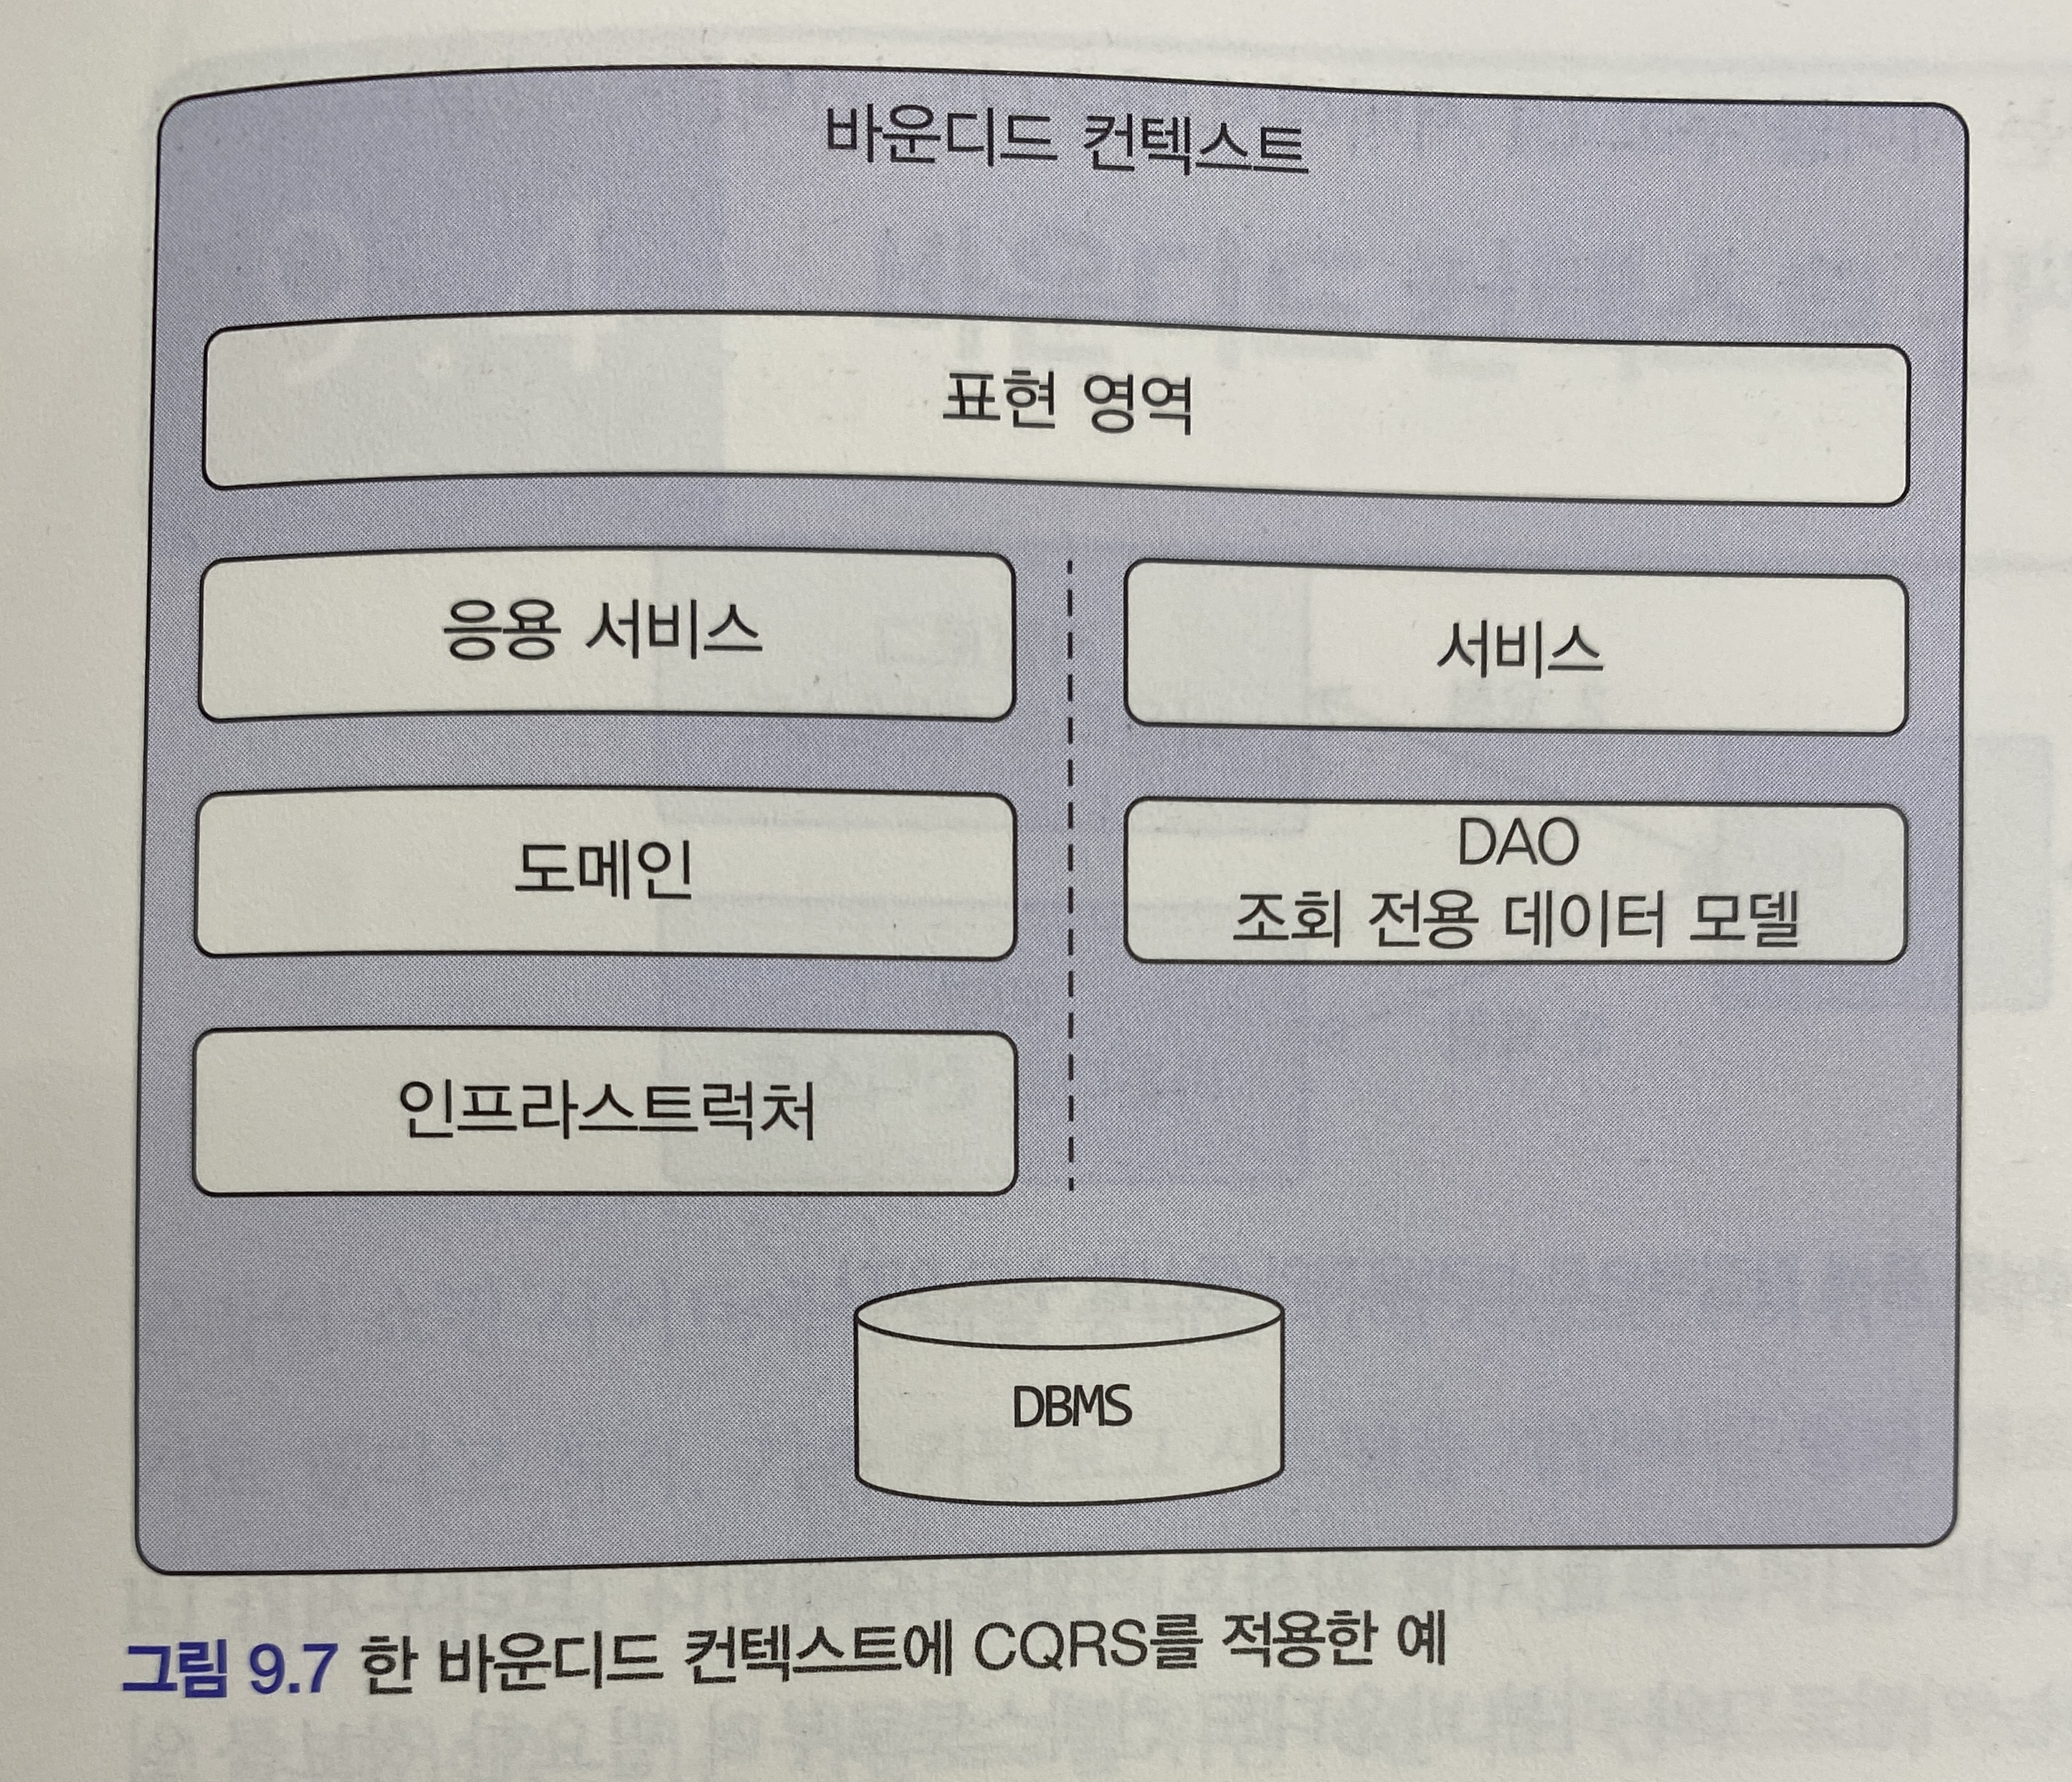 바운디드 컨텍스트
표현 영역
응용 서비스
서비스
도메인
DAO
조회 전용 데이터 모델
인프라스트럭처
DBMS
그림 9.7 한 바운디드 컨텍스트에 CQRS를 적용한 예